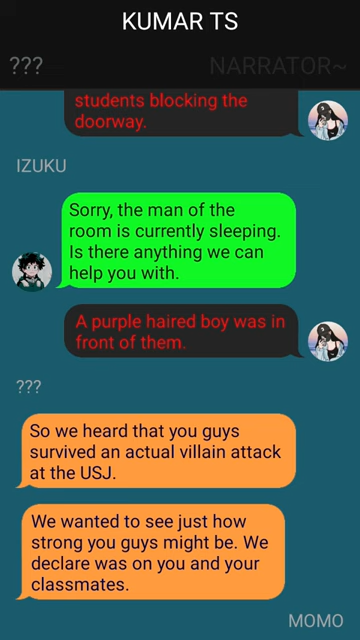 KUMAR TS
???
NARRATOR~
students blocking the
doorway.
IZUKU
Sorry, the man of the
room is currently sleeping.
Is there anything we can
help you with.
A purple haired boy was in
front of them.
???
So we heard that you guys
survived an actual villain attack
at the USJ.
We wanted to see just how
strong you guys might be. We
declare was on you and your
classmates.
MOMO